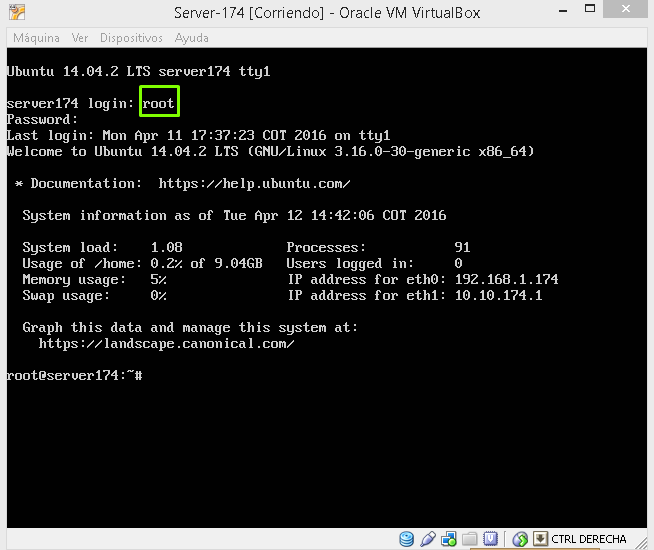 Server-174 [Corriendo] - Oracle VM VirtualBox
Máquina Ver Dispositivos Ayuda
Ubuntu 14.04.2 LTS server174 tty1
server174 login: root
Password:
Last login: Mon Apr 11 17:37:23 COT 2016 on tty1
Welcome to Ubuntu 14.04.2 LTS (GNU/Linux 3.16.0-30-generic x86_64)
* Documentation: https://help.ubuntu.com/
System information as of Tue Apr 12 14:42:06 COT 2016
System load: 1.08 Processes: 91
Usage of /home: 0.2% of 9.04GB Users logged in: 0
Memory usage: 5% IP address for eth0: 192.168.1.174
Swap usage: 0% IP address for eth1: 10.10.174.1
Graph this data and manage this system at:
https://landscape.canonical.com/
root@server174:~#
CTRL DERECHA